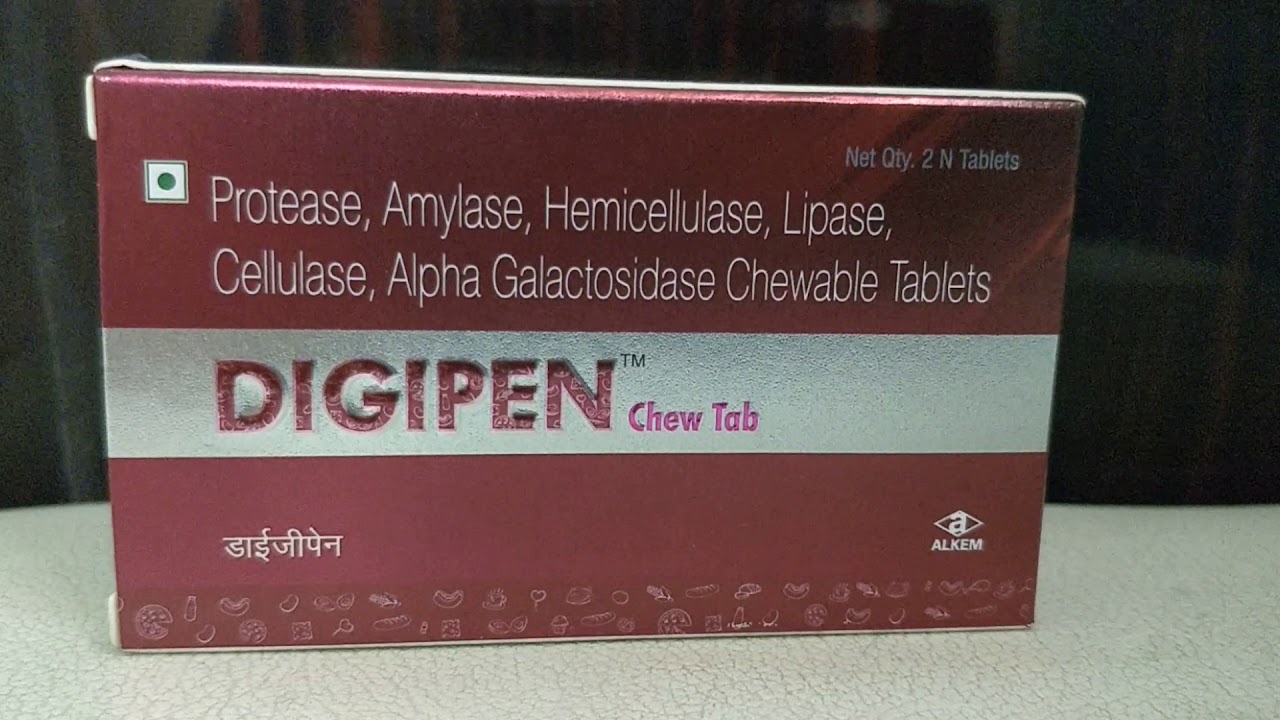 Net Qty. 2 N Tablets
Protease, Amylase, Hemicellulase, Lipase,
Cellulase, Alpha Galactosidase Chewable Tablets
DIGIPEN™ Chew Tab
डाईजीपेन
a
ALKEM